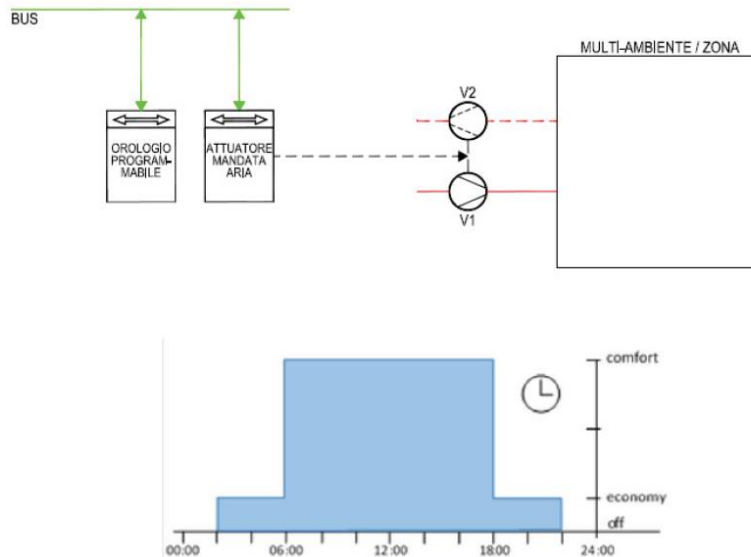 BUS
MULTI-AMBIENTE / ZONA
V2
OROLOGIO
PROGRAM-
MABILE
ATTUATORE
MANDATA
ARIA
V1
comfort
economy
off
00:00 06:00 12:00 18:00 24:00